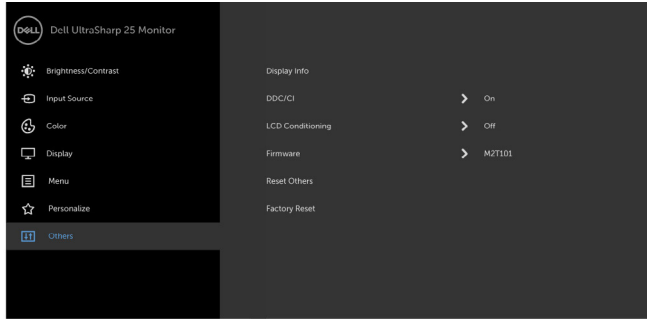 DELL Dell UltraSharp 25 Monitor
Brightness/Contrast
Input Source
Color
Display
Menu
Personalize
Others
Display Info
DDC/CI On
LCD Conditioning Off
Firmware M2T101
Reset Others
Factory Reset